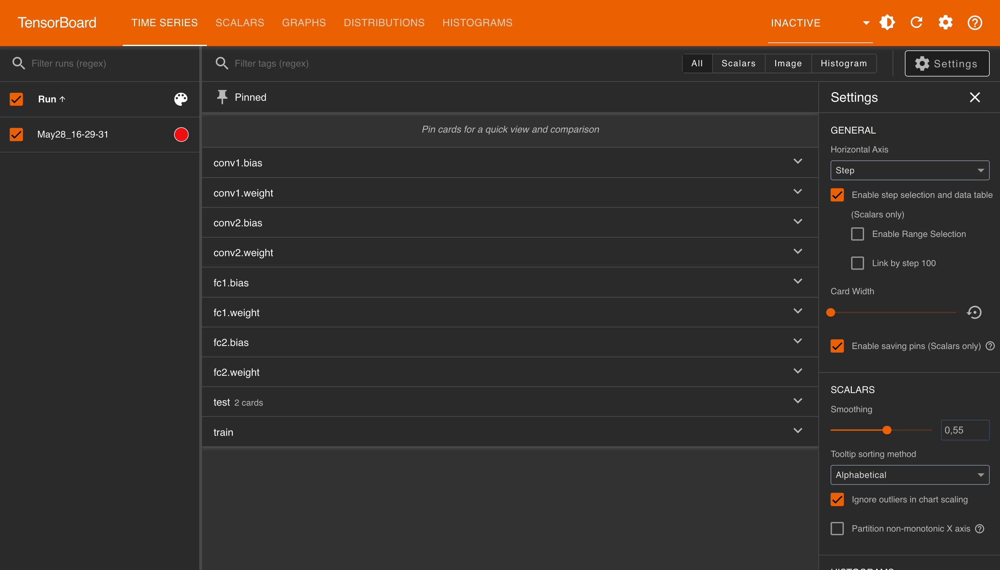 TensorBoard
TIME SERIES
SCALARS
GRAPHS
DISTRIBUTIONS
HISTOGRAMS
INACTIVE
Filter runs (regex)
Filter tags (regex)
All
Scalars
Image
Histogram
Settings
Run
May28_16-29-31
Pinned
Pin cards for a quick view and comparison
conv1.bias
conv1.weight
conv2.bias
conv2.weight
fc1.bias
fc1.weight
fc2.bias
fc2.weight
test 2 cards
train
Settings
GENERAL
Horizontal Axis
Step
Enable step selection and data table
(Scalars only)
Enable Range Selection
Link by step 100
Card Width
Enable saving pins (Scalars only)
SCALARS
Smoothing
0,55
Tooltip sorting method
Alphabetical
Ignore outliers in chart scaling
Partition non-monotonic X axis